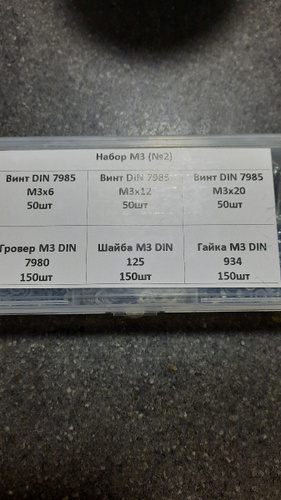 Набор М3 (№2)
Винт DIN 7985 Винт DIN 7985 Винт DIN 7985
М3х6 М3х12 М3х20
50шт 50шт 50шт
Гровер М3 DIN Шайба М3 DIN Гайка М3 DIN
7980 125 934
150шт 150шт 150шт